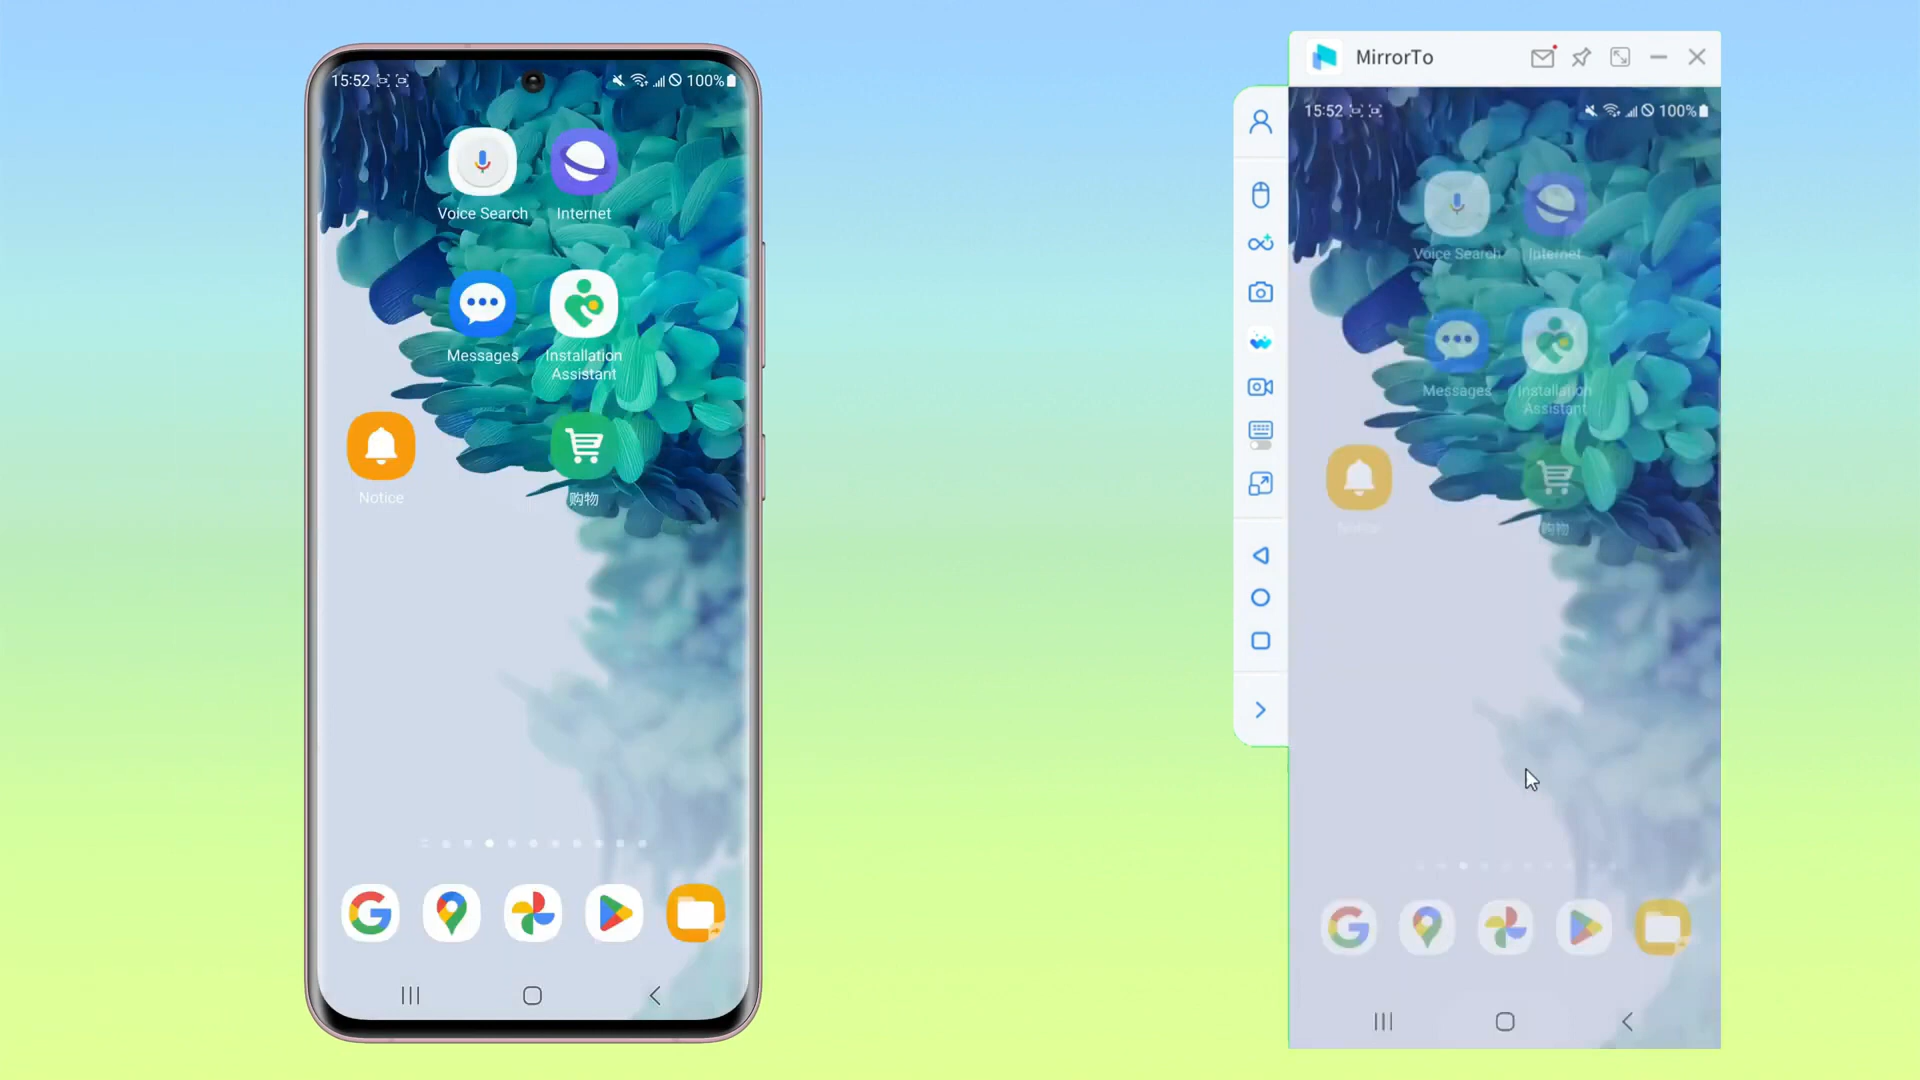 15:52
100%
Voice Search
Internet
Messages
Installation
Assistant
Notice
购物
MirrorTo
15:52
100%
Voice Search
Internet
Messages
Installation
Assistant
Notice
购物